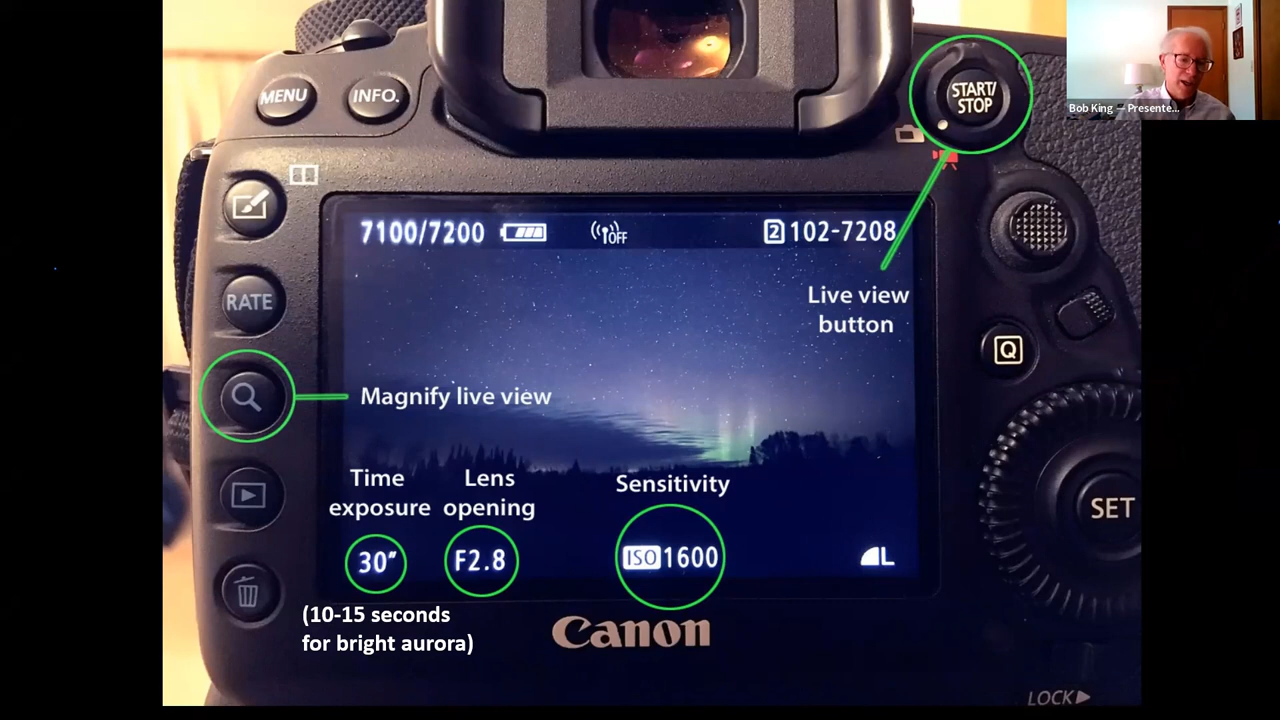 MENU
INFO.
START/
STOP
Bob King — Presente...
7100/7200
OFF
2 102-7208
Live view
button
RATE
Q
Magnify live view
Time
exposure
Lens
opening
Sensitivity
SET
30"
F2.8
ISO 1600
L
(10-15 seconds
for bright aurora)
Canon
LOCK▶